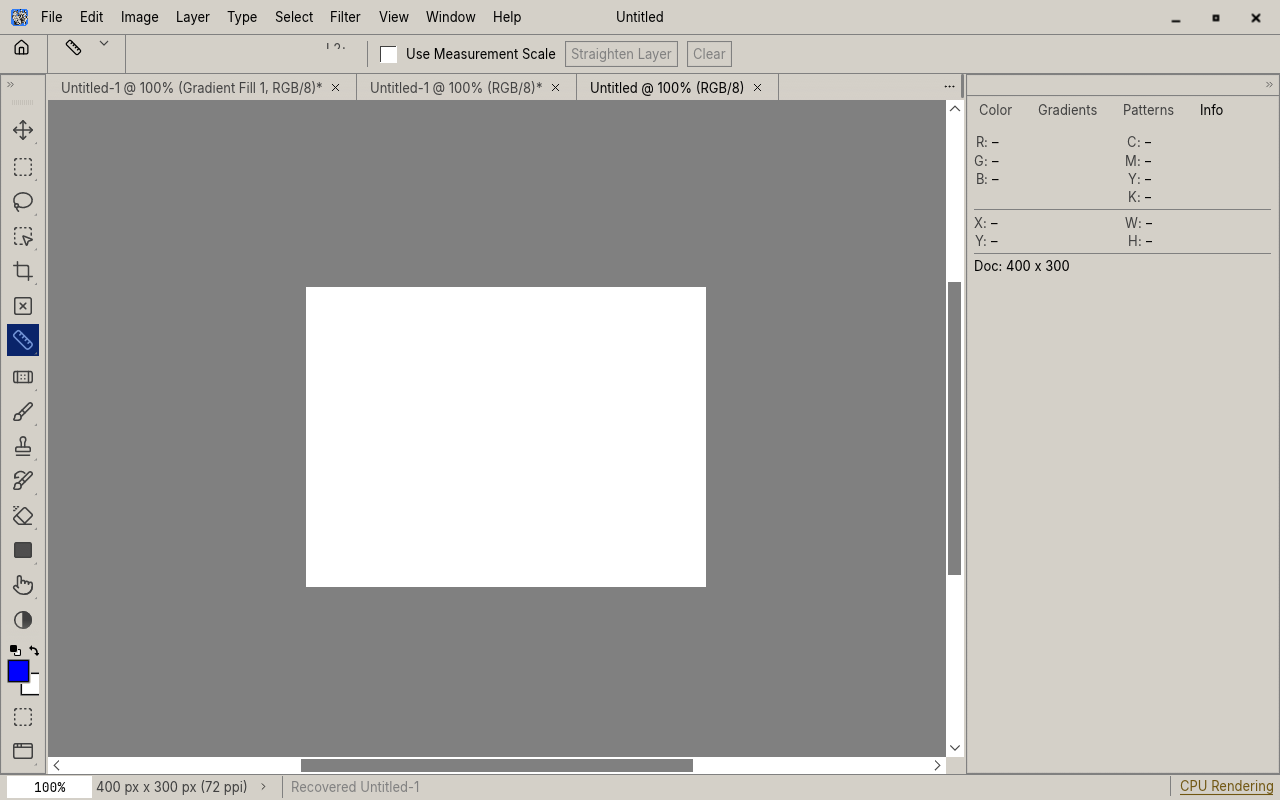 File Edit Image Layer Type Select Filter View Window Help Untitled
Use Measurement Scale Straighten Layer Clear
Untitled-1 @ 100% (Gradient Fill 1, RGB/8)* Untitled-1 @ 100% (RGB/8)* Untitled @ 100% (RGB/8)
Color Gradients Patterns Info
R: – C: –
G: – M: –
B: – Y: –
K: –
X: – W: –
Y: – H: –
Doc: 400 x 300
100% 400 px x 300 px (72 ppi) Recovered Untitled-1 CPU Rendering